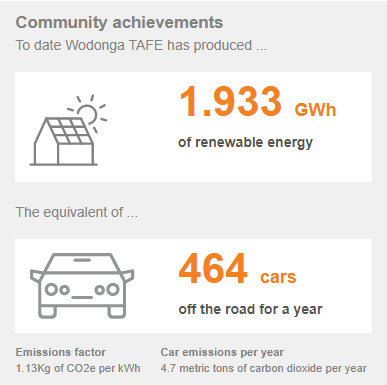 Community achievements
To date Wodonga TAFE has produced ...
1.933 GWh
of renewable energy
The equivalent of ...
464 cars
off the road for a year
Emissions factor
1.13Kg of CO2e per kWh
Car emissions per year
4.7 metric tons of carbon dioxide per year